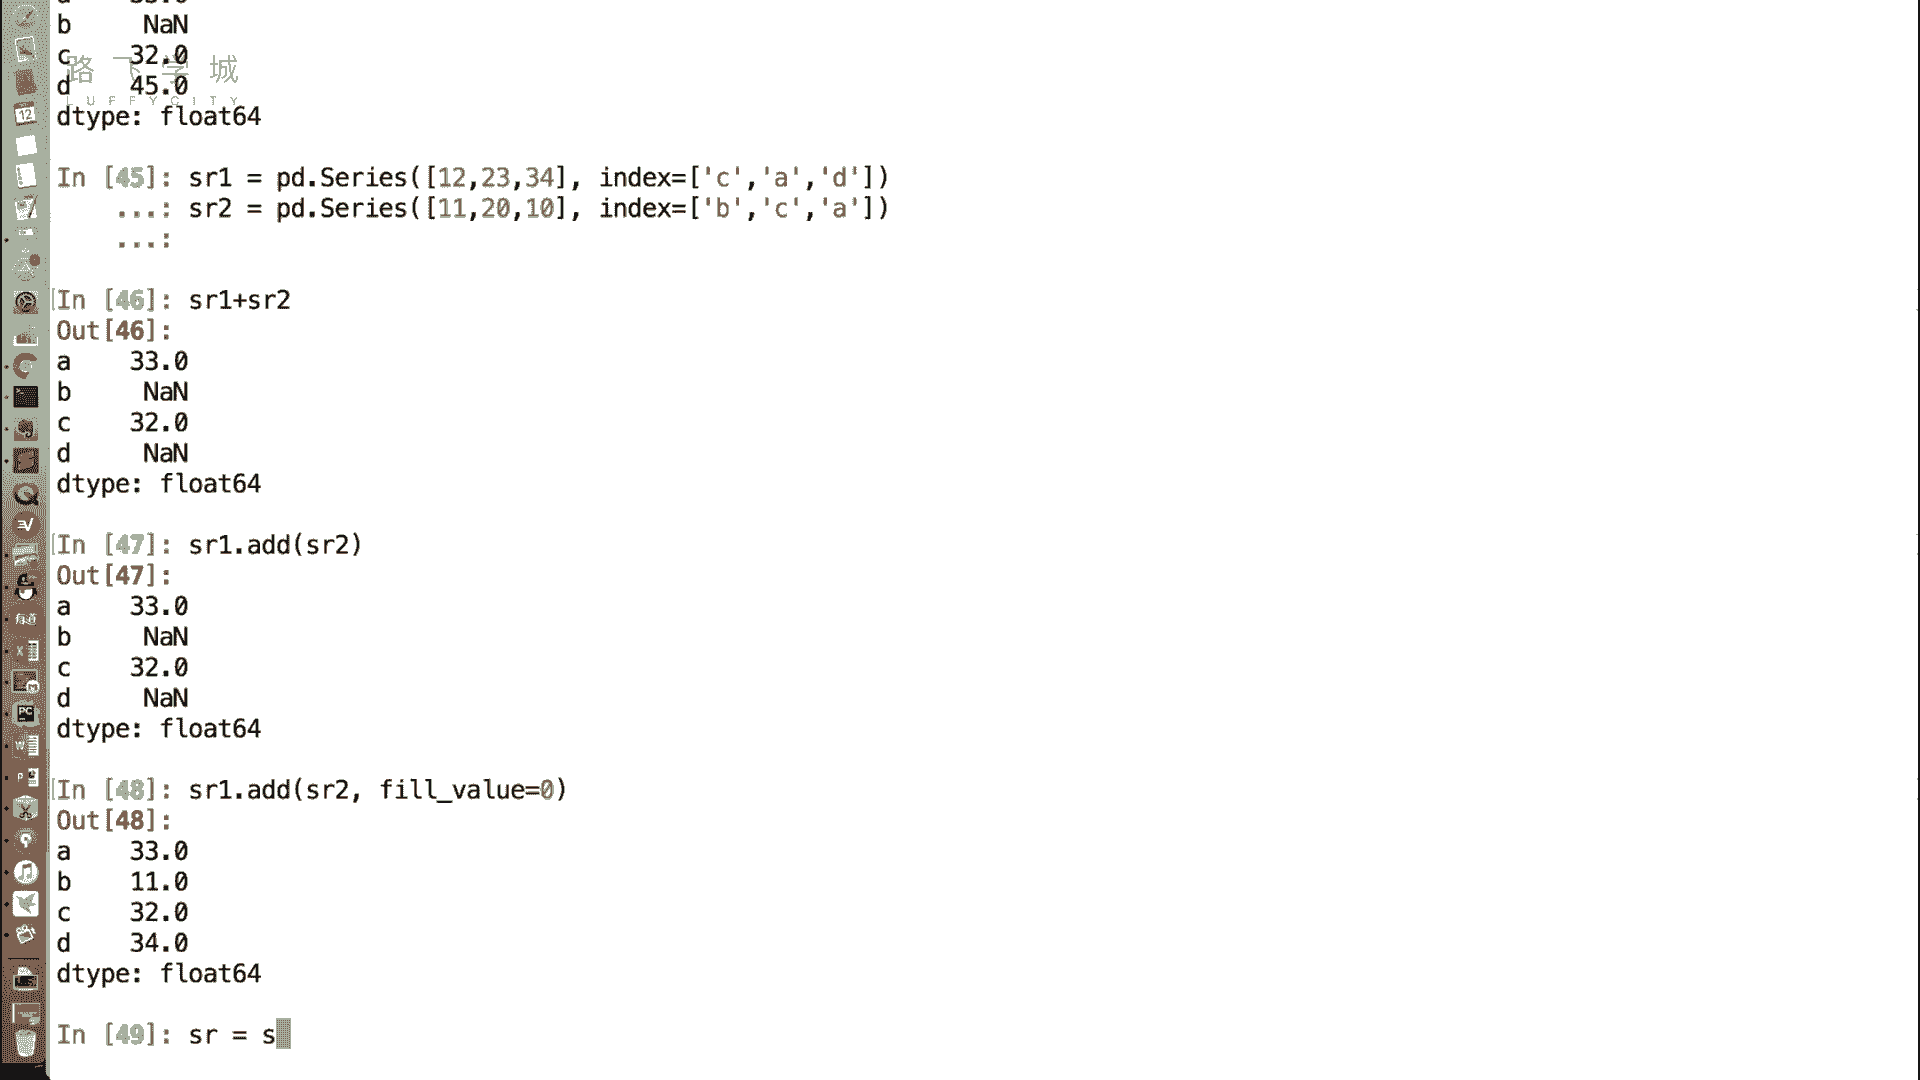 b     NaN
c    32.0
路飞学城
d    45.0
LUFFYCITY
dtype: float64
In [45]: sr1 = pd.Series([12,23,34], index=['c','a','d'])
...: sr2 = pd.Series([11,20,10], index=['b','c','a'])
...:
In [46]: sr1+sr2
Out[46]:
a    33.0
b     NaN
c    32.0
d     NaN
dtype: float64
In [47]: sr1.add(sr2)
Out[47]:
a    33.0
b     NaN
c    32.0
d     NaN
dtype: float64
In [48]: sr1.add(sr2, fill_value=0)
Out[48]:
a    33.0
b    11.0
c    32.0
d    34.0
dtype: float64
In [49]: sr = s
12
有道
PC